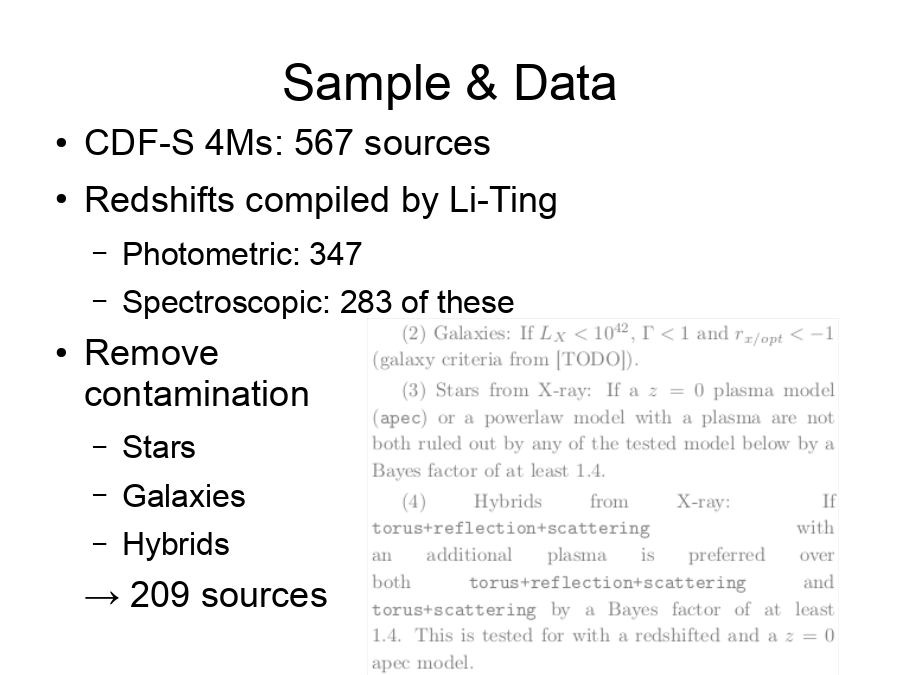 Sample & Data
• CDF-S 4Ms: 567 sources
• Redshifts compiled by Li-Ting
– Photometric: 347
– Spectroscopic: 283 of these
• Remove
contamination
– Stars
– Galaxies
– Hybrids
→ 209 sources
(2) Galaxies: If L_X < 10^42, Γ < 1 and r_x/opt < −1
(galaxy criteria from [TODO]).
(3) Stars from X-ray: If a z = 0 plasma model
(apec) or a powerlaw model with a plasma are not
both ruled out by any of the tested model below by a
Bayes factor of at least 1.4.
(4) Hybrids from X-ray: If
torus+reflection+scattering with
an additional plasma is preferred over
both torus+reflection+scattering and
torus+scattering by a Bayes factor of at least
1.4. This is tested for with a redshifted and a z = 0
apec model.